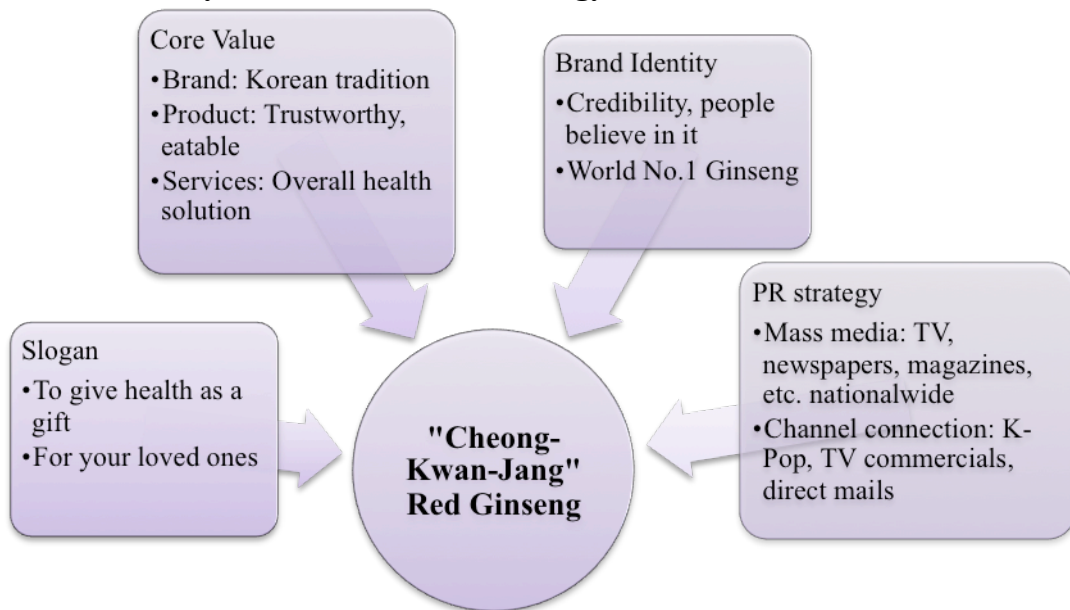 Core Value
•Brand: Korean tradition
•Product: Trustworthy,
eatable
•Services: Overall health
solution
Brand Identity
•Credibility, people
believe in it
•World No.1 Ginseng
PR strategy
•Mass media: TV,
newspapers, magazines,
etc. nationalwide
•Channel connection: K-
Pop, TV commercials,
direct mails
Slogan
•To give health as a
gift
•For your loved ones
"Cheong-
Kwan-Jang"
Red Ginseng